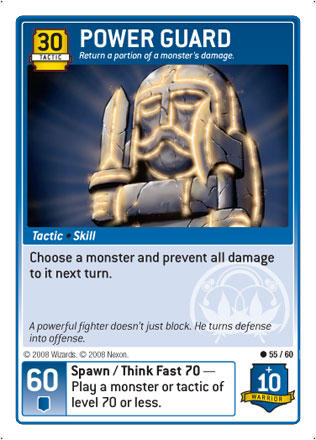 30
TACTIC
POWER GUARD
Return a portion of a monster's damage.
Tactic • Skill
Choose a monster and prevent all damage
to it next turn.
A powerful fighter doesn't just block. He turns defense
into offense.
© 2008 Wizards. © 2008 Nexon.
● 55 / 60
60
Spawn / Think Fast 70 —
Play a monster or tactic of
level 70 or less.
+
10
WARRIOR